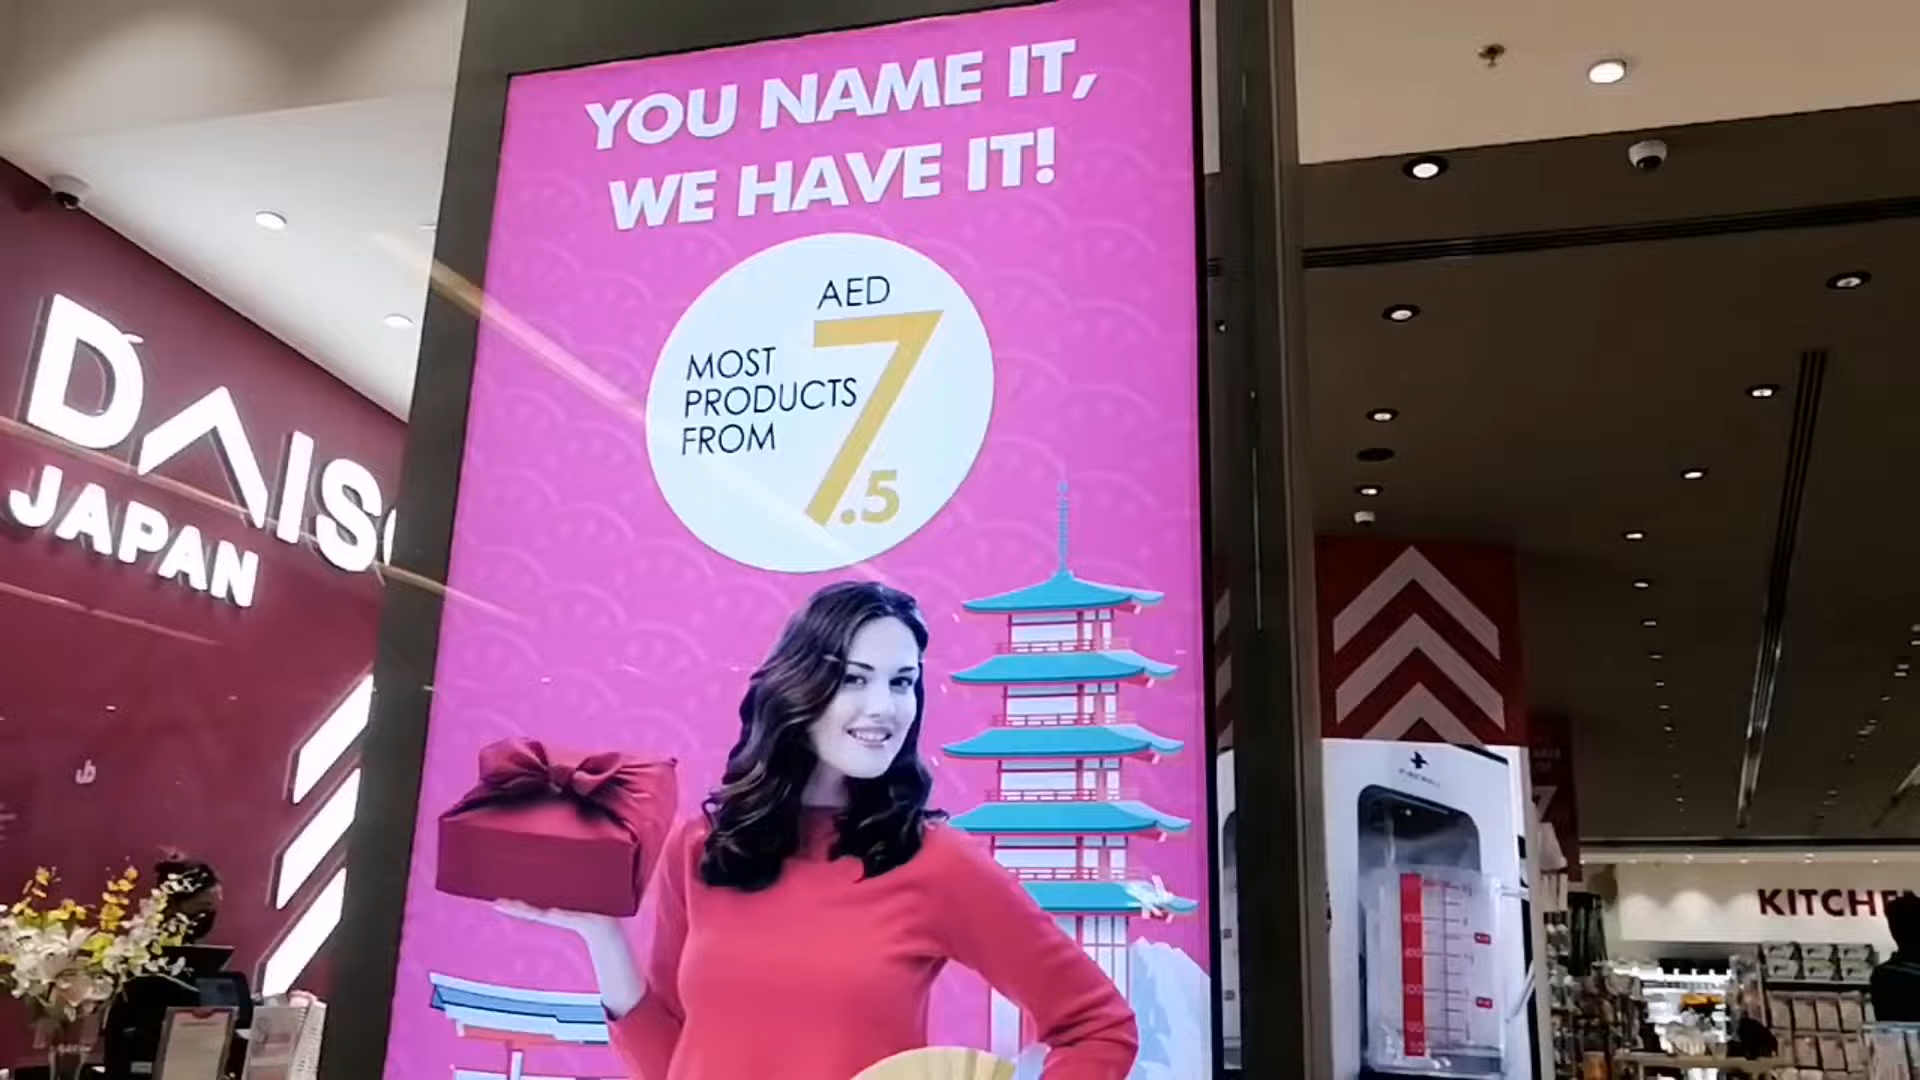 YOU NAME IT,
WE HAVE IT!
AED
7.5
MOST
PRODUCTS
FROM
DAISO
JAPAN
KITCHEN